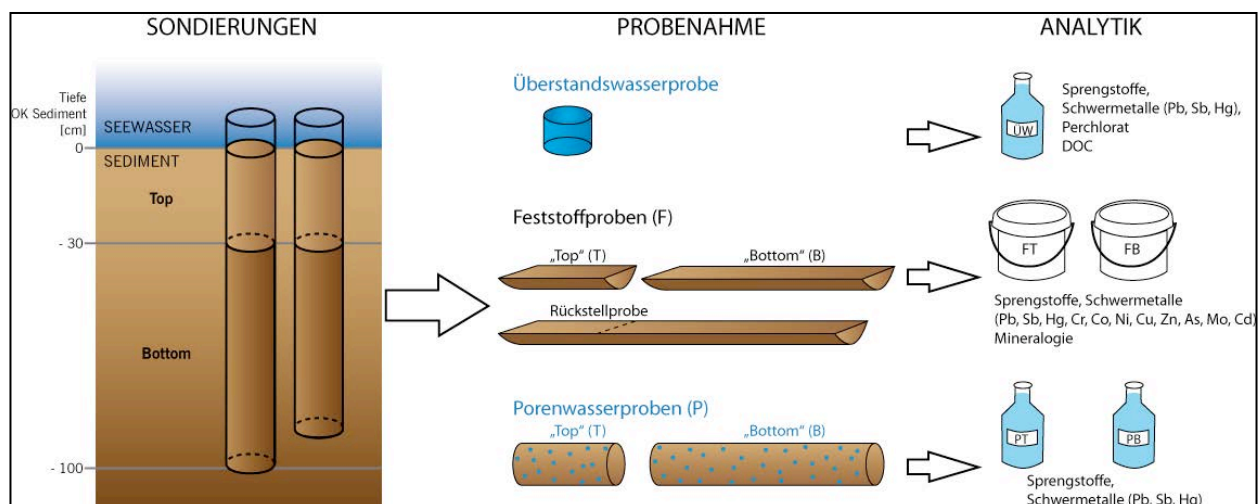 SONDIERUNGEN
PROBENAHME
ANALYTIK
Tiefe
OK Sediment
[cm]
SEEWASSER
0
SEDIMENT
Top
- 30
Bottom
- 100
Überstandswasserprobe
ÜW
Sprengstoffe,
Schwermetalle (Pb, Sb, Hg),
Perchlorat
DOC
Feststoffproben (F)
„Top“ (T)
„Bottom“ (B)
Rückstellprobe
FT
FB
Sprengstoffe, Schwermetalle
(Pb, Sb, Hg, Cr, Co, Ni, Cu, Zn, As, Mo, Cd)
Mineralogie
Porenwasserproben (P)
„Top“ (T)
„Bottom“ (B)
PT
PB
Sprengstoffe,
Schwermetalle (Pb, Sb, Hg)